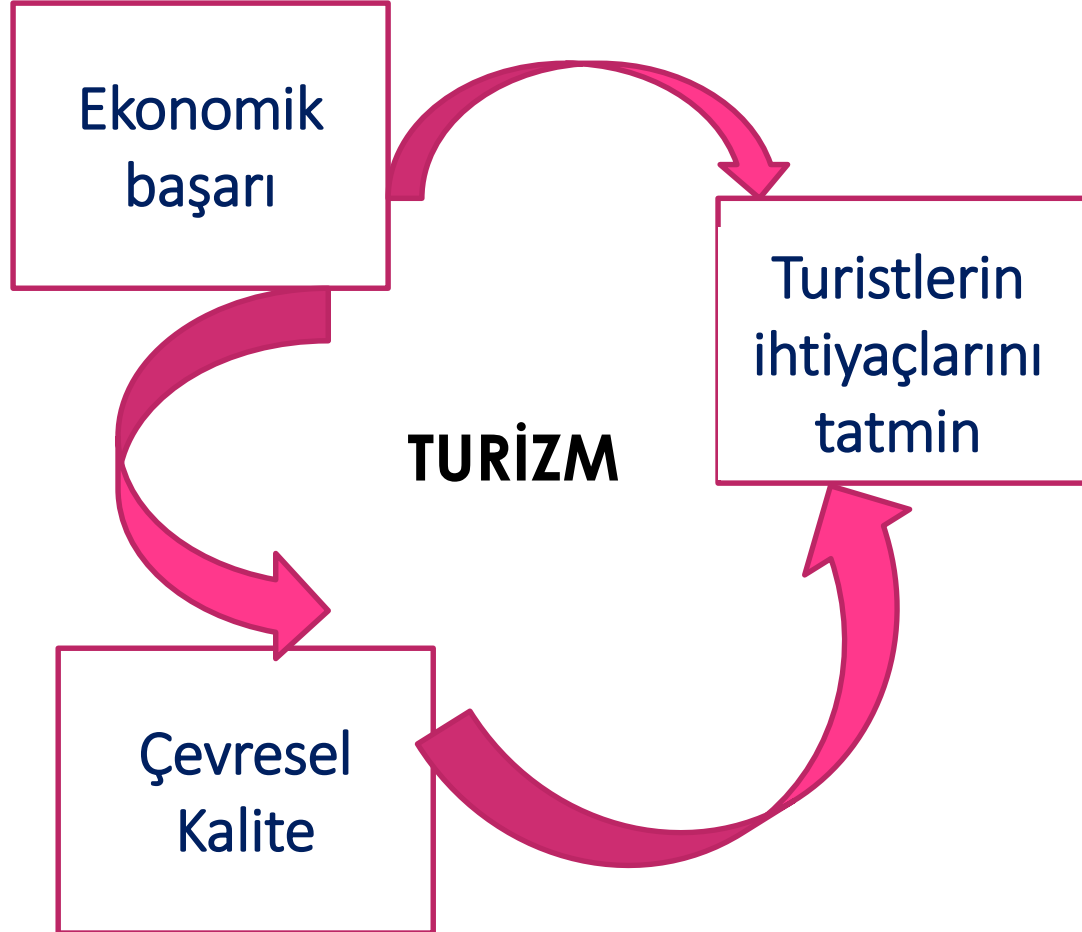 Ekonomik
başarı
Turistlerin
ihtiyaçlarını
tatmin
TURİZM
Çevresel
Kalite